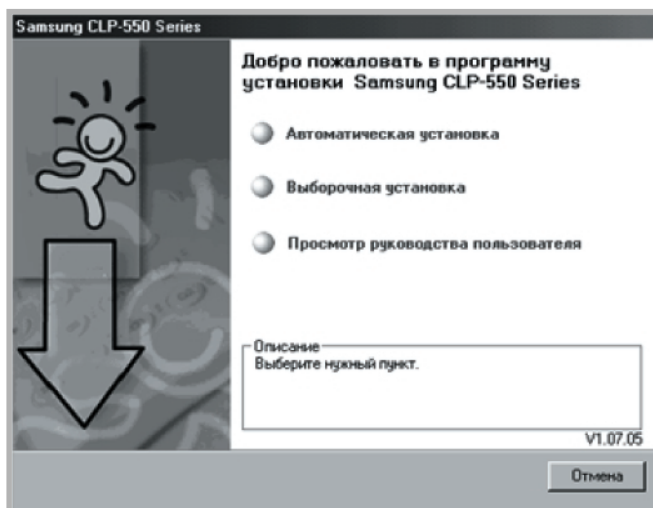 Samsung CLP-550 Series
Добро пожаловать в программу
установки Samsung CLP-550 Series
Автоматическая установка
Выборочная установка
Просмотр руководства пользователя
Описание
Выберите нужный пункт.
V1.07.05
Отмена